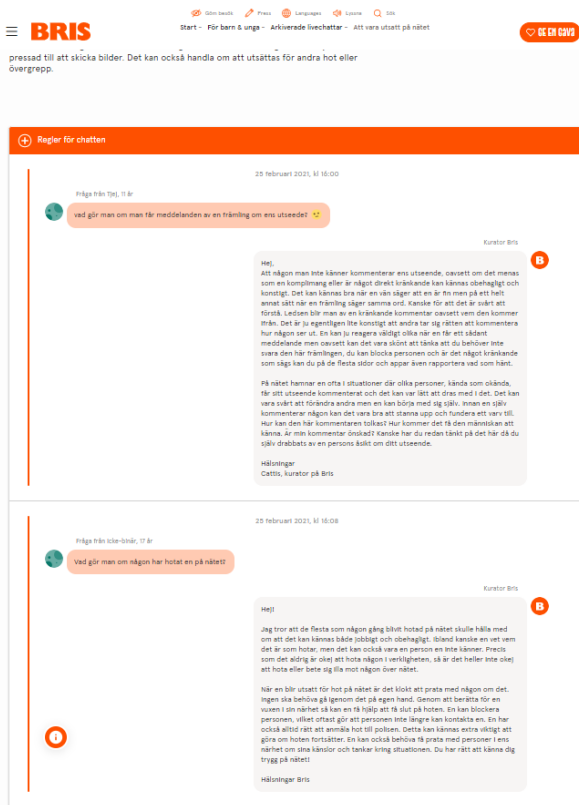 Göm besök
Press
Languages
Lyssna
Sök
BRIS
Start - För barn & unga - Arkiverade livechattar - Att vara utsatt på nätet
GE EN GÅVA
pressad till att skicka bilder. Det kan också handla om att utsättas för andra hot eller
övergrepp.
Regler för chatten
25 februari 2021, kl 16:00
Fråga från Tjej, 11 år
vad gör man om man får meddelanden av en främling om ens utseede?
Kurator Bris
B
Hej,
Att någon man inte känner kommenterar ens utseende, oavsett om det menas
som en komplimang eller är något direkt kränkande kan kännas obehagligt och
konstigt. Det kan kännas bra när en vän säger att en är fin men på ett helt
annat sätt när en främling säger samma ord. Kanske för att det är svårt att
förstå. Ledsen blir man av en kränkande kommentar oavsett vem den kommer
ifrån. Det är ju egentligen lite konstigt att andra tar sig rätten att kommentera
hur någon ser ut. En kan ju reagera väldigt olika när en får ett sådant
meddelande men oavsett kan det vara skönt att tänka att du behöver inte
svara den här främlingen, du kan blocka personen och är det något kränkande
som sägs kan du på de flesta sidor och appar även rapportera vad som hänt.
På nätet hamnar en ofta i situationer där olika personer, kända som okända,
får sitt utseende kommenterat och det kan var lätt att dras med i det. Det kan
vara svårt att förändra andra men en kan börja med sig själv. Innan en själv
kommenterar någon kan det vara bra att stanna upp och fundera ett varv till.
Hur kan den här kommentaren tolkas? Hur kommer det få den människan att
känna. Är min kommentar önskad? Kanske har du redan tänkt på det här då du
själv drabbats av en persons åsikt om ditt utseende.
Hälsningar
Cattis, kurator på Bris
25 februari 2021, kl 16:08
Fråga från Icke-binär, 17 år
Vad gör man om någon har hotat en på nätet?
Kurator Bris
B
Hej!
Jag tror att de flesta som någon gång blivit hotad på nätet skulle hålla med
om att det kan kännas både jobbigt och obehagligt. Ibland kanske en vet vem
det är som hotar, men det kan också vara en person en inte känner. Precis
som det aldrig är okej att hota någon i verkligheten, så är det heller inte okej
att hota eller bete sig illa mot någon över nätet.
När en blir utsatt för hot på nätet är det klokt att prata med någon om det.
Ingen ska behöva gå igenom det på egen hand. Genom att berätta för en
vuxen i sin närhet så kan en få hjälp att få slut på hoten. En kan blockera
personen, vilket oftast gör att personen inte längre kan kontakta en. En har
också alltid rätt att anmäla hot till polisen. Detta kan kännas extra viktigt att
göra om hoten fortsätter. En kan också behöva få prata med personer i ens
närhet om sina känslor och tankar kring situationen. Du har rätt att känna dig
trygg på nätet!
Hälsningar Bris